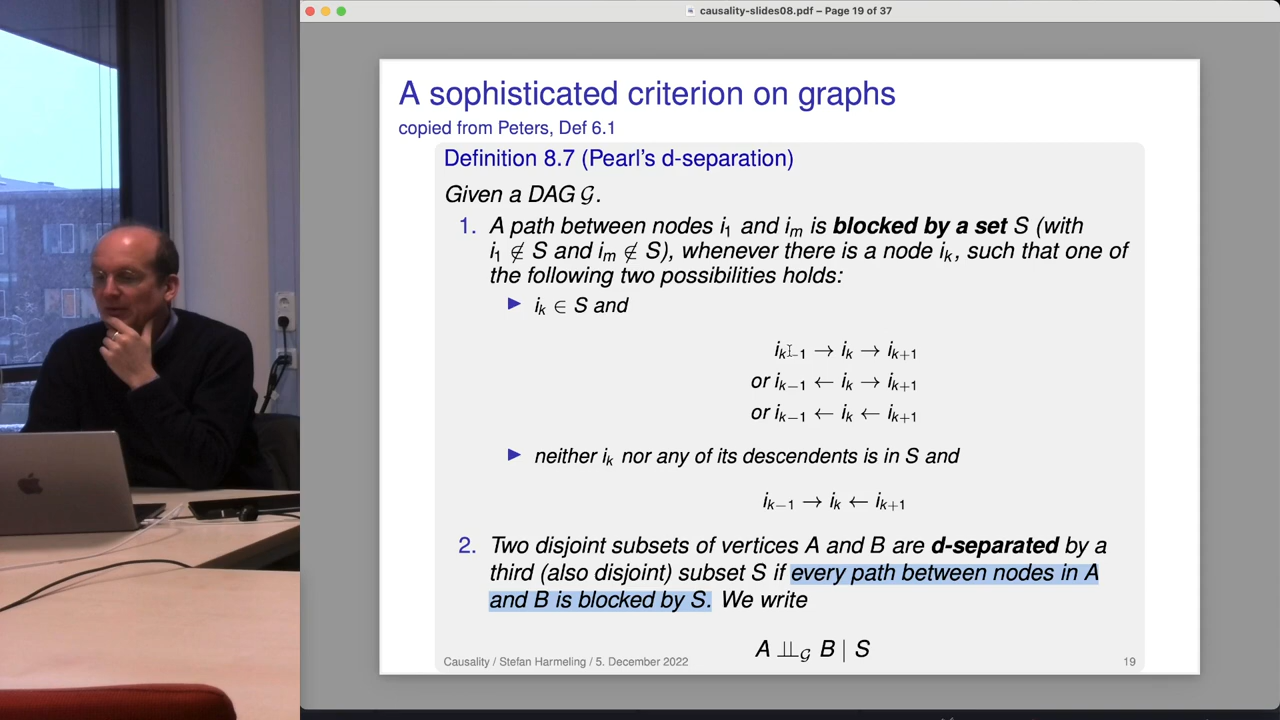 causality-slides08.pdf – Page 19 of 37
A sophisticated criterion on graphs
copied from Peters, Def 6.1
Definition 8.7 (Pearl's d-separation)
Given a DAG 𝒢.
1. A path between nodes i₁ and iₘ is blocked by a set S (with
i₁ ∉ S and iₘ ∉ S), whenever there is a node iₖ, such that one of
the following two possibilities holds:
▶ iₖ ∈ S and
iₖ₋₁ → iₖ → iₖ₊₁
or iₖ₋₁ ← iₖ → iₖ₊₁
or iₖ₋₁ ← iₖ ← iₖ₊₁
▶ neither iₖ nor any of its descendents is in S and
iₖ₋₁ → iₖ ← iₖ₊₁
2. Two disjoint subsets of vertices A and B are d-separated by a
third (also disjoint) subset S if every path between nodes in A
and B is blocked by S. We write
A ⫫𝒢 B | S
Causality / Stefan Harmeling / 5. December 2022 19